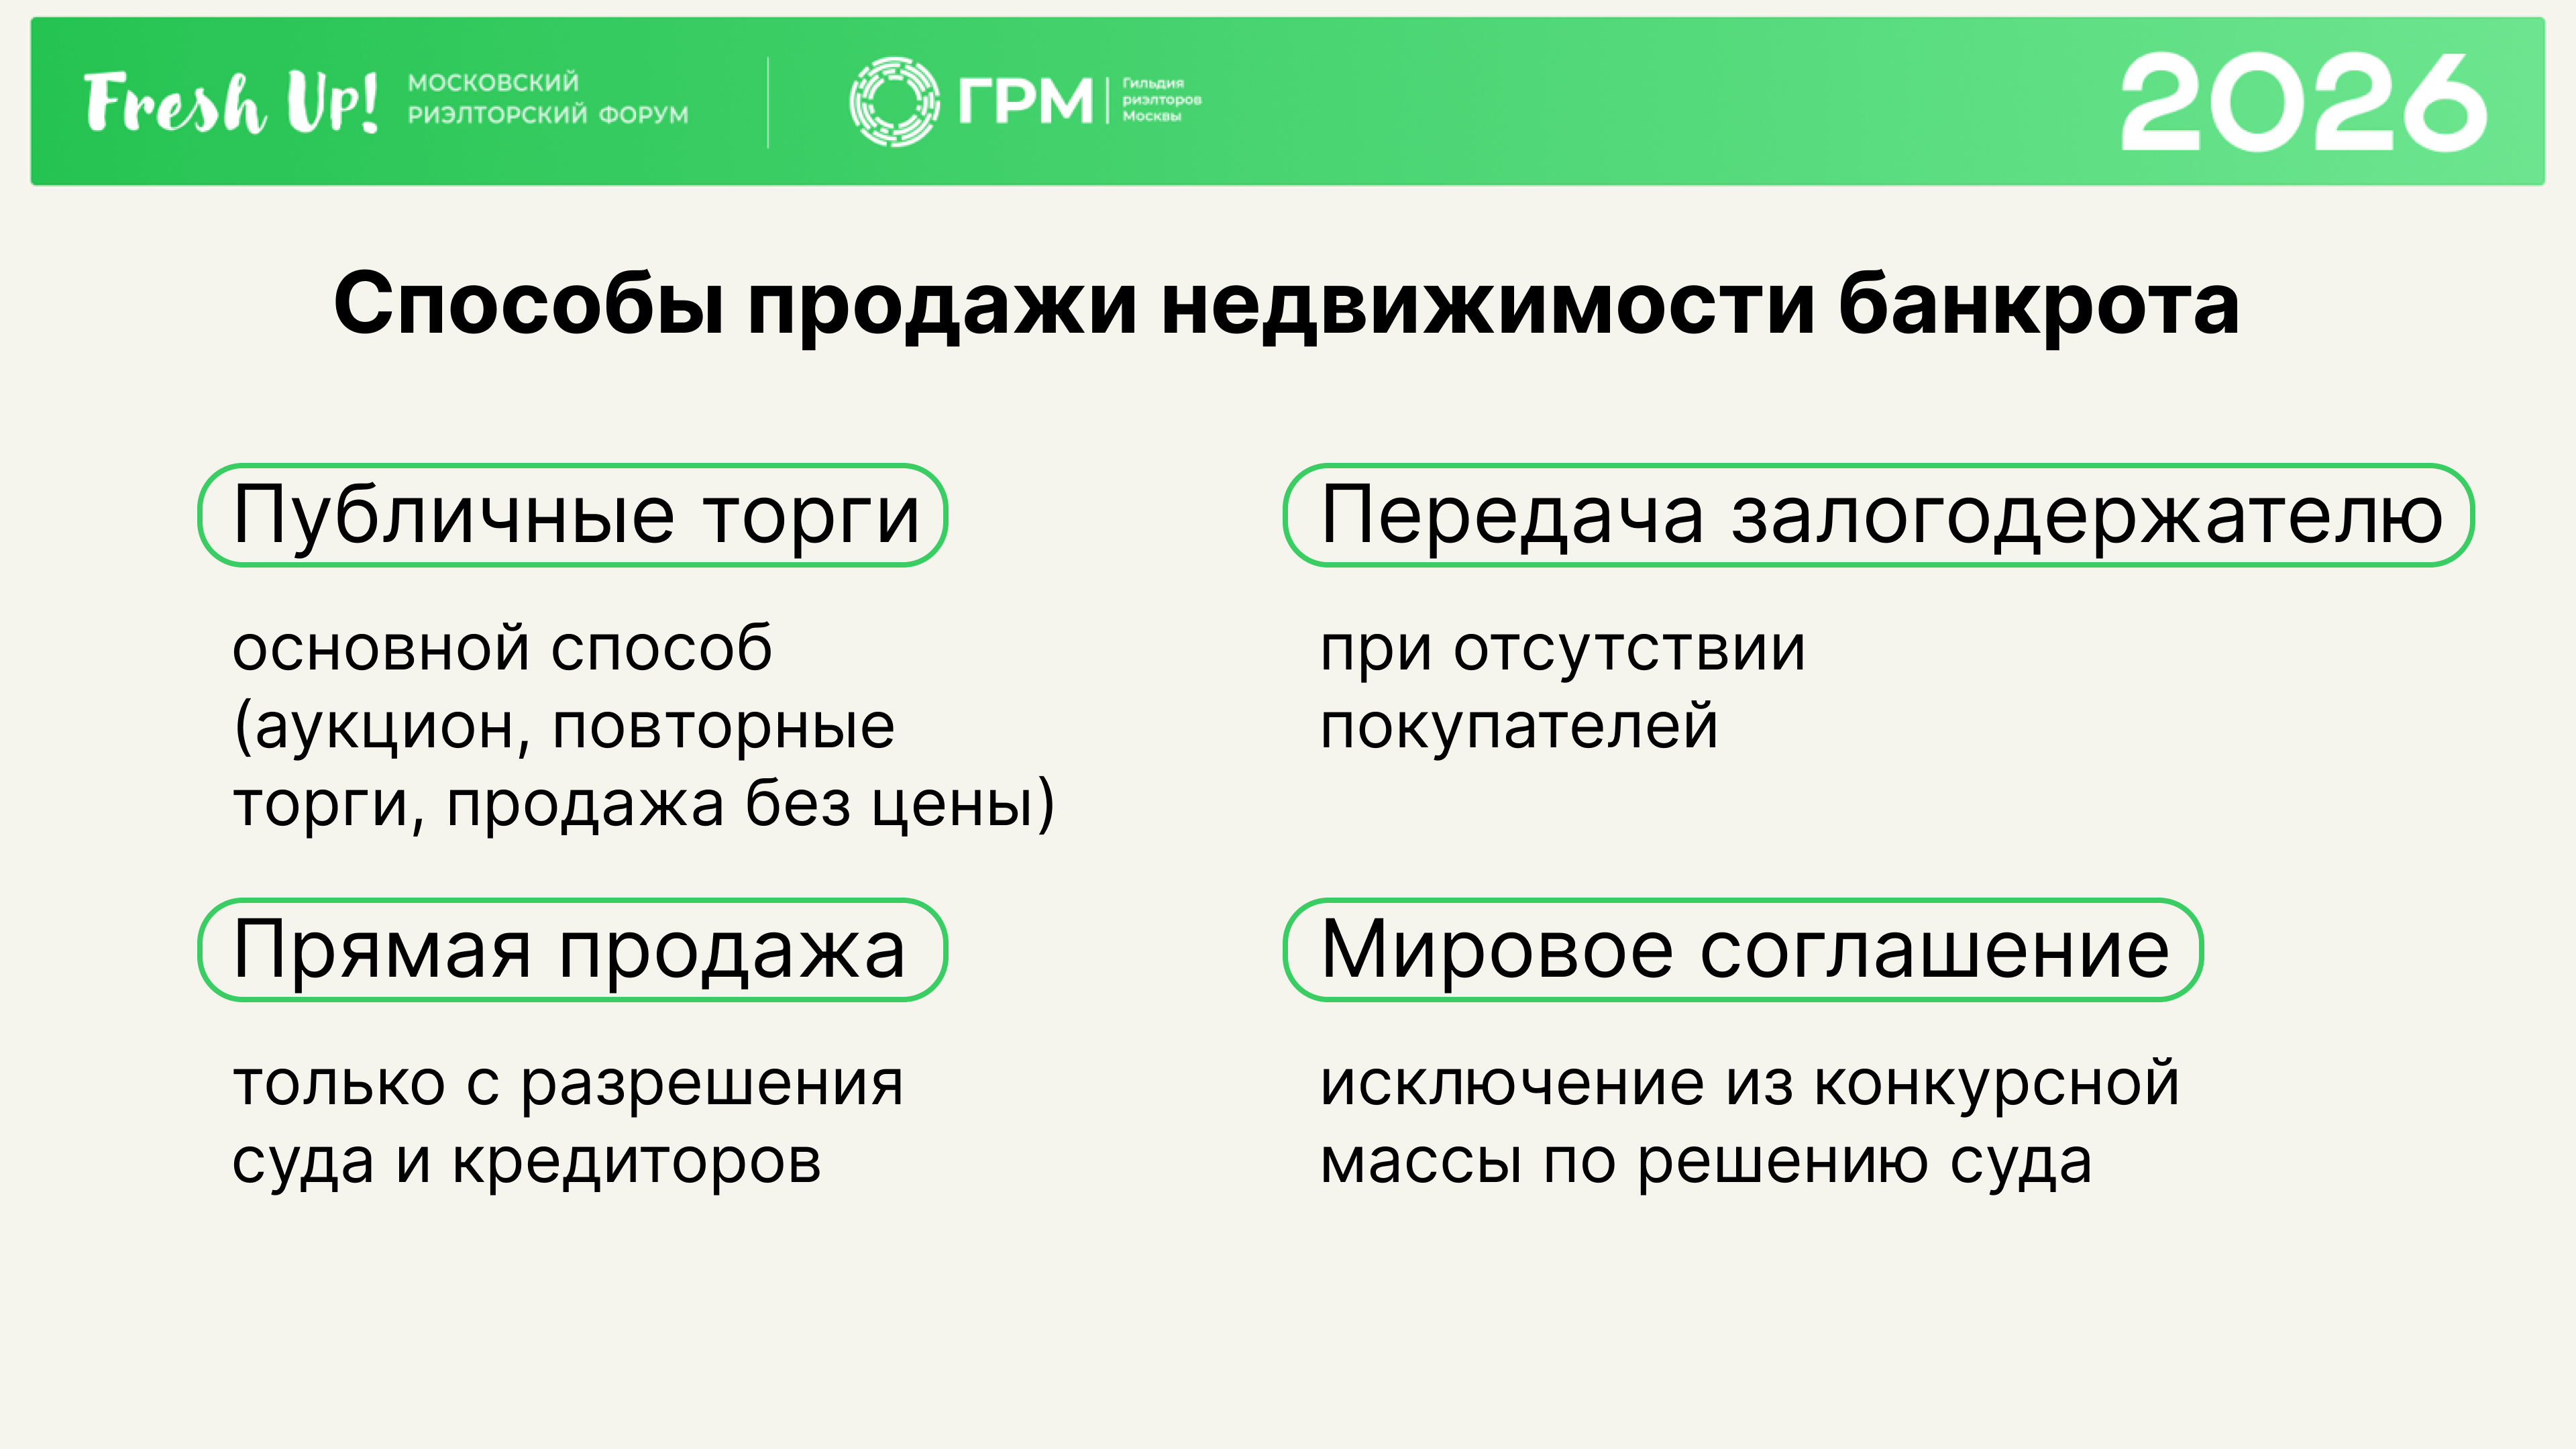 Fresh Up!
МОСКОВСКИЙ
РИЭЛТОРСКИЙ ФОРУМ
ГРМ
Гильдия
риэлторов
Москвы
2026
Способы продажи недвижимости банкрота
Публичные торги
основной способ
(аукцион, повторные
торги, продажа без цены)
Передача залогодержателю
при отсутствии
покупателей
Прямая продажа
только с разрешения
суда и кредиторов
Мировое соглашение
исключение из конкурсной
массы по решению суда